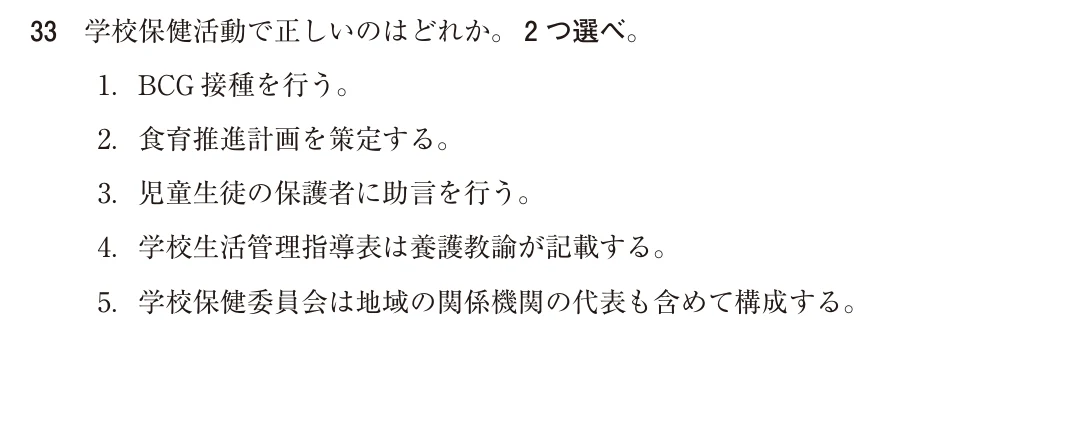 33 学校保健活動で正しいのはどれか。2つ選べ。
1. BCG 接種を行う。
2. 食育推進計画を策定する。
3. 児童生徒の保護者に助言を行う。
4. 学校生活管理指導表は養護教諭が記載する。
5. 学校保健委員会は地域の関係機関の代表も含めて構成する。